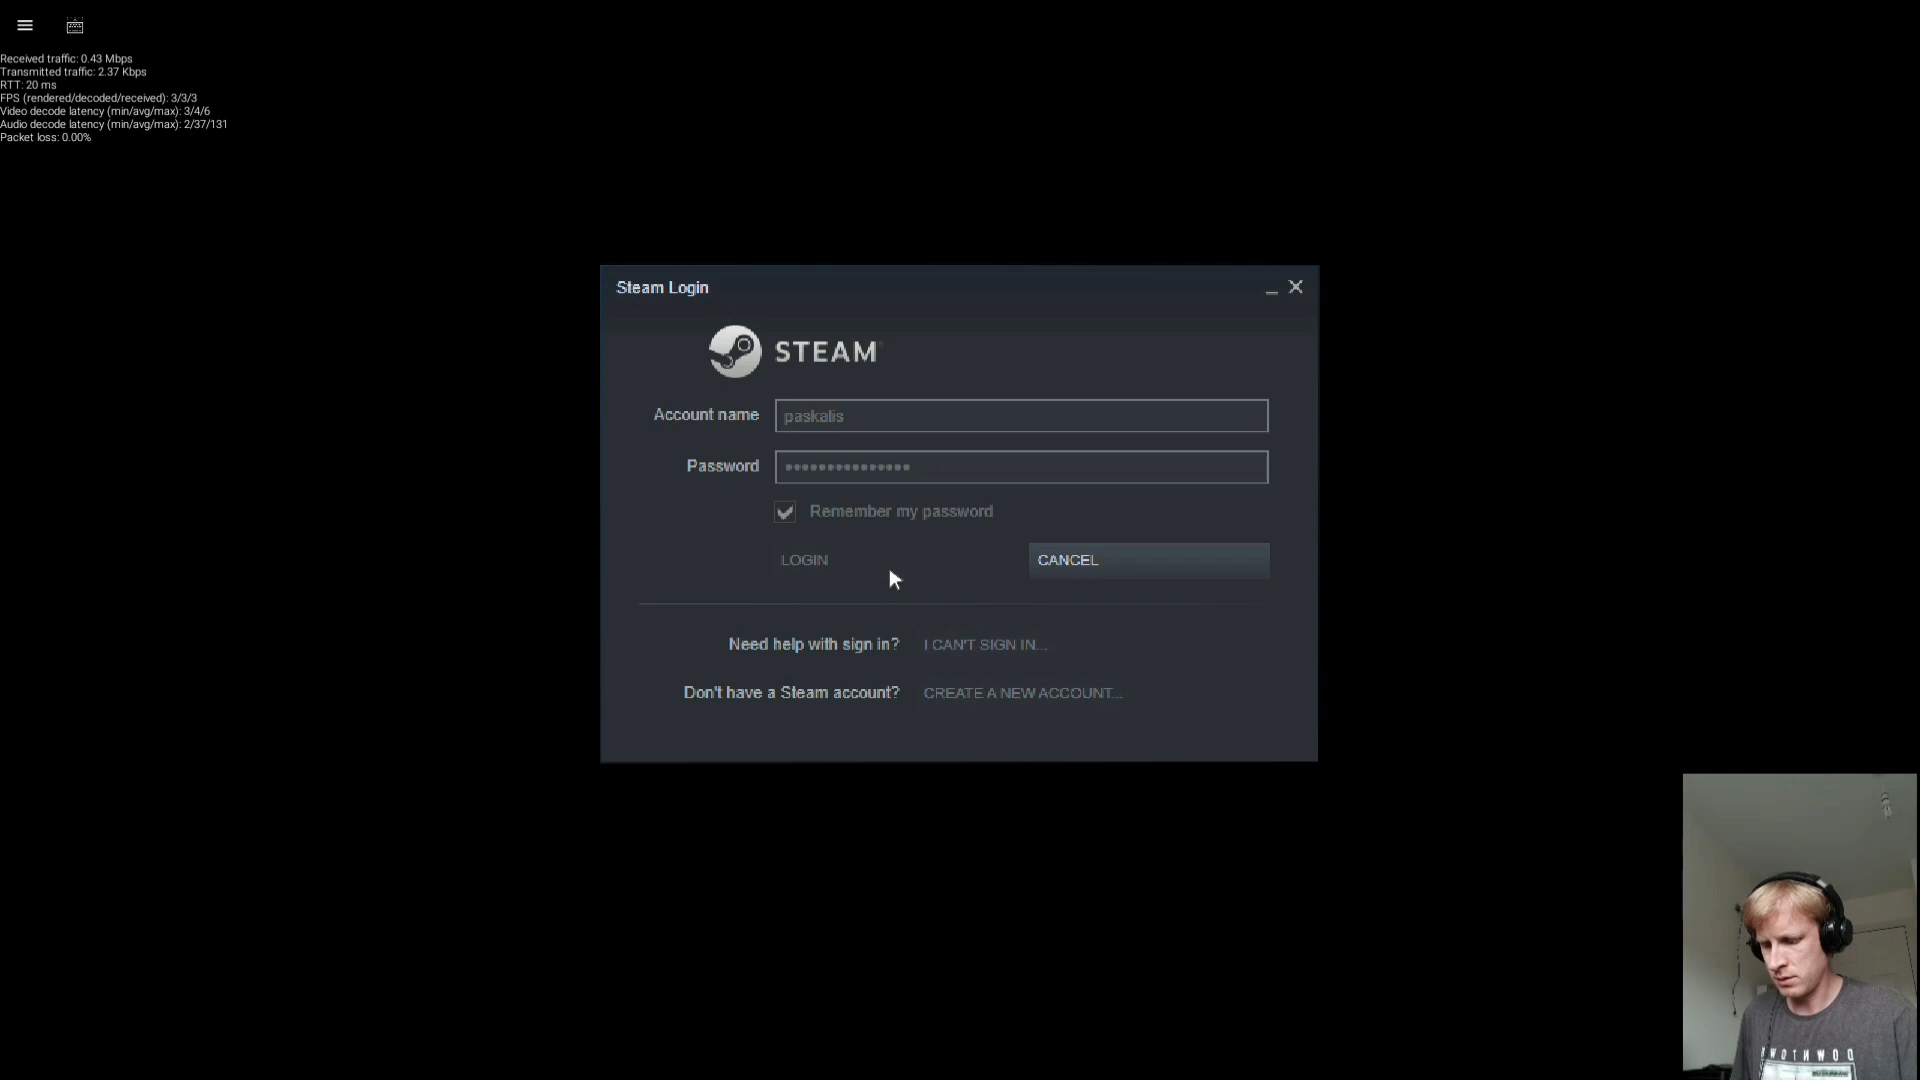 Received traffic: 0.43 Mbps
Transmitted traffic: 2.37 Kbps
RTT: 20 ms
FPS (rendered/decoded/received): 3/3/3
Video decode latency (min/avg/max): 3/4/6
Audio decode latency (min/avg/max): 2/37/131
Packet loss: 0.00%
Steam Login
STEAM
Account name paskalis
Password
Remember my password
LOGIN CANCEL
Need help with sign in? I CAN'T SIGN IN...
Don't have a Steam account? CREATE A NEW ACCOUNT...